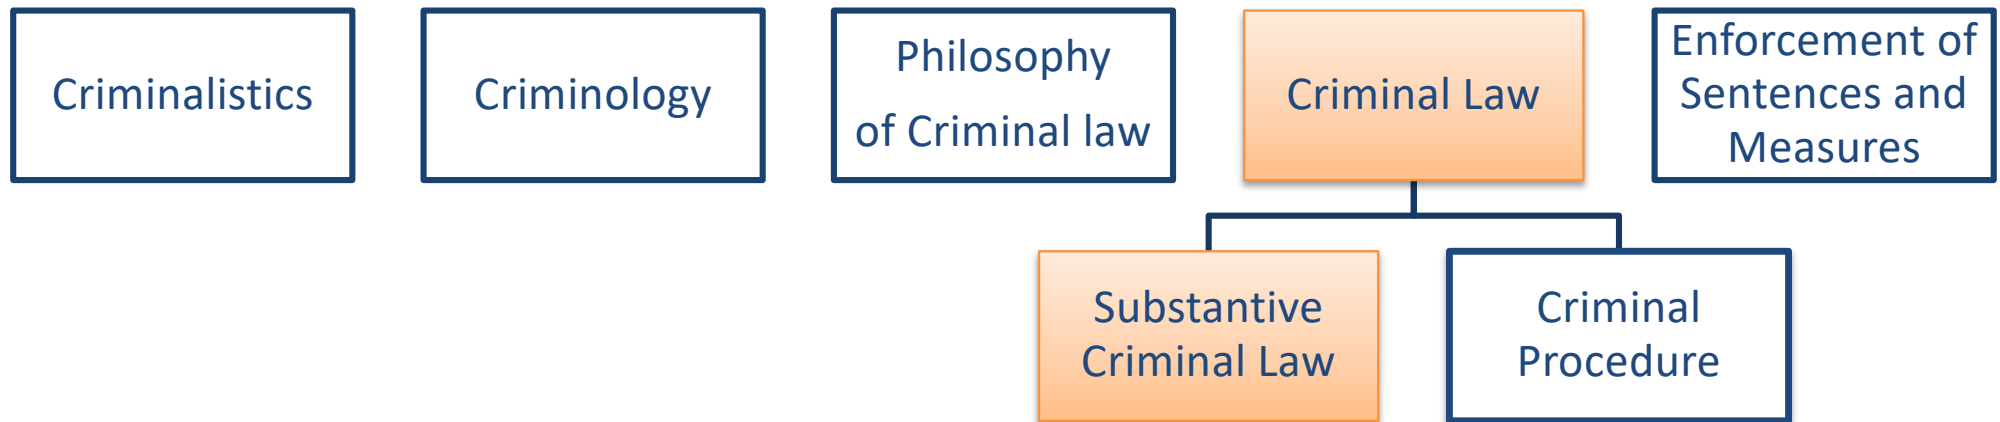 Criminalistics
Criminology
Philosophy
of Criminal law
Criminal Law
Enforcement of
Sentences and
Measures
Substantive
Criminal Law
Criminal
Procedure